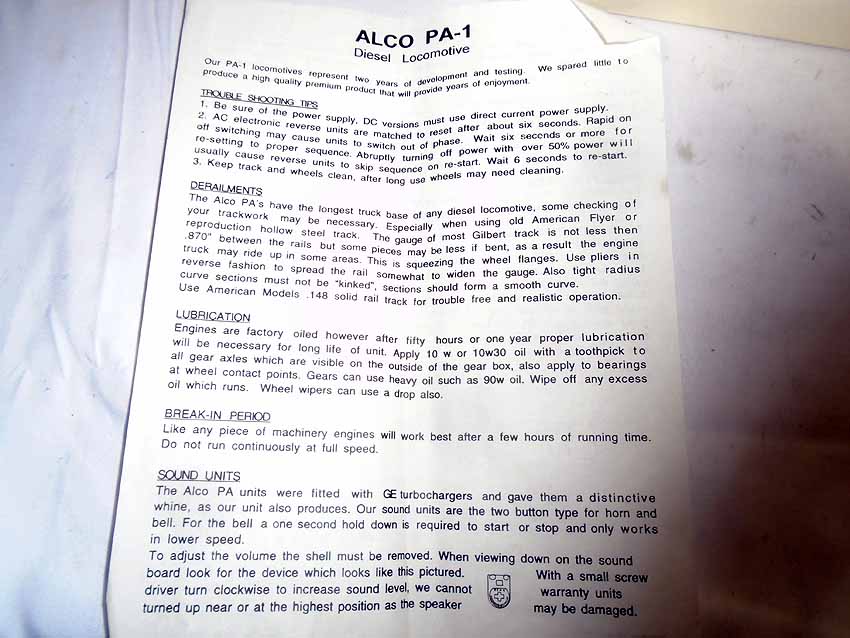 ALCO PA-1
Diesel Locomotive
Our PA-1 locomotives represent two years of development and testing. We spared little to
produce a high quality premium product that will provide years of enjoyment.
TROUBLE SHOOTING TIPS
1. Be sure of the power supply, DC versions must use direct current power supply.
2. AC electronic reverse units are matched to reset after about six seconds. Rapid on
off switching may cause units to switch out of phase. Wait six seconds or more for
re-setting to proper sequence. Abruptly turning off power with over 50% power will
usually cause reverse units to skip sequence on re-start. Wait 6 seconds to re-start.
3. Keep track and wheels clean, after long use wheels may need cleaning.
DERAILMENTS
The Alco PA's have the longest truck base of any diesel locomotive, some checking of
your trackwork may be necessary. Especially when using old American Flyer or
reproduction hollow steel track. The gauge of most Gilbert track is not less then
.870" between the rails but some pieces may be less if bent, as a result the engine
truck may ride up in some areas. This is squeezing the wheel flanges. Use pliers in
reverse fashion to spread the rail somewhat to widen the gauge. Also tight radius
curve sections must not be "kinked", sections should form a smooth curve.
Use American Models .148 solid rail track for trouble free and realistic operation.
LUBRICATION
Engines are factory oiled however after fifty hours or one year proper lubrication
will be necessary for long life of unit. Apply 10 w or 10w30 oil with a toothpick to
all gear axles which are visible on the outside of the gear box, also apply to bearings
at wheel contact points. Gears can use heavy oil such as 90w oil. Wipe off any excess
oil which runs. Wheel wipers can use a drop also.
BREAK-IN PERIOD
Like any piece of machinery engines will work best after a few hours of running time.
Do not run continuously at full speed.
SOUND UNITS
The Alco PA units were fitted with GE turbochargers and gave them a distinctive
whine, as our unit also produces. Our sound units are the two button type for horn and
bell. For the bell a one second hold down is required to start or stop and only works
in lower speed.
To adjust the volume the shell must be removed. When viewing down on the sound
board look for the device which looks like this pictured. With a small screw
driver turn clockwise to increase sound level, we cannot warranty units
turned up near or at the highest position as the speaker may be damaged.